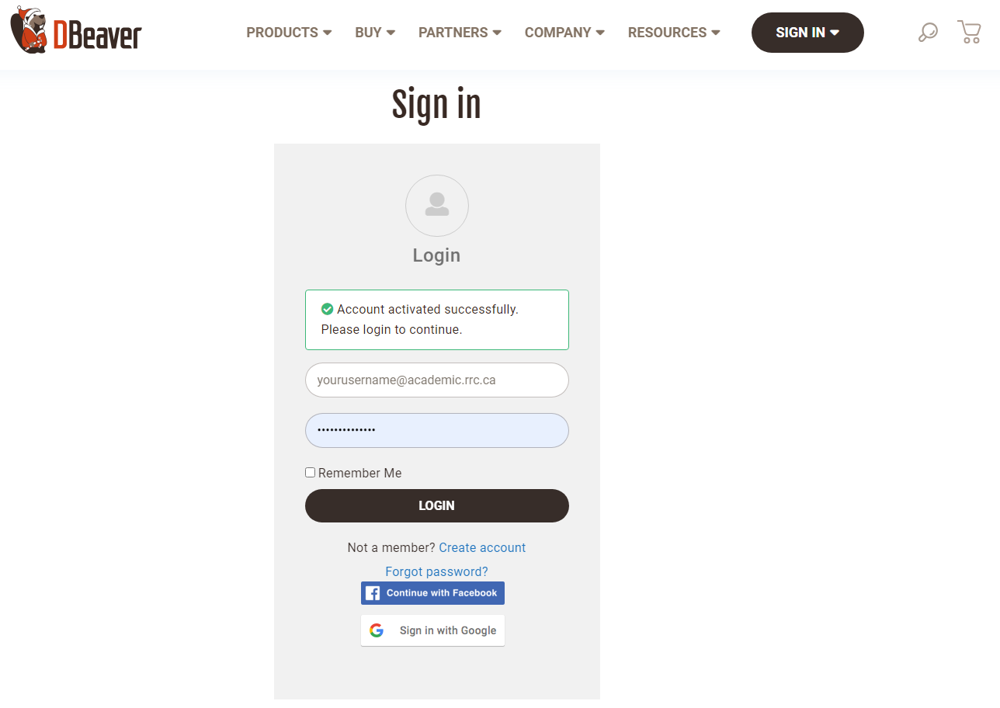 DBeaver
PRODUCTS BUY PARTNERS COMPANY RESOURCES SIGN IN
Sign in
Login
Account activated successfully.
Please login to continue.
yourusername@academic.rrc.ca
••••••••••••••
Remember Me
LOGIN
Not a member? Create account
Forgot password?
Continue with Facebook
Sign in with Google